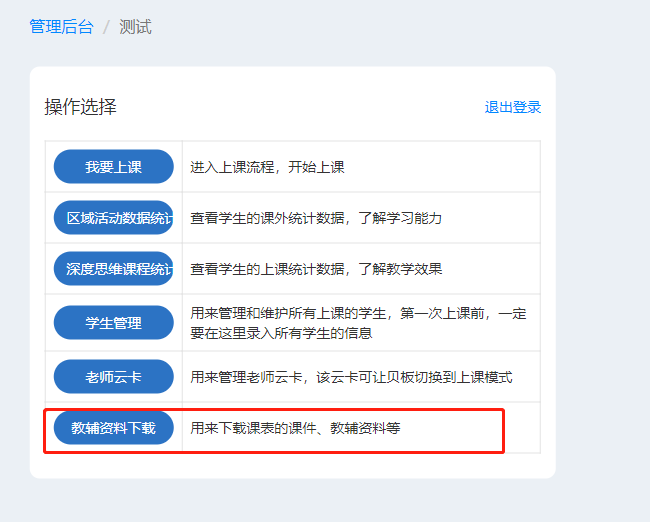 管理后台 / 测试
操作选择 退出登录
我要上课 进入上课流程，开始上课
区域活动数据统计 查看学生的课外统计数据，了解学习能力
深度思维课程统计 查看学生的上课统计数据，了解教学效果
学生管理 用来管理和维护所有上课的学生，第一次上课前，一定
要在这里录入所有学生的信息
老师云卡 用来管理老师云卡，该云卡可让贝板切换到上课模式
教辅资料下载 用来下载课表的课件、教辅资料等